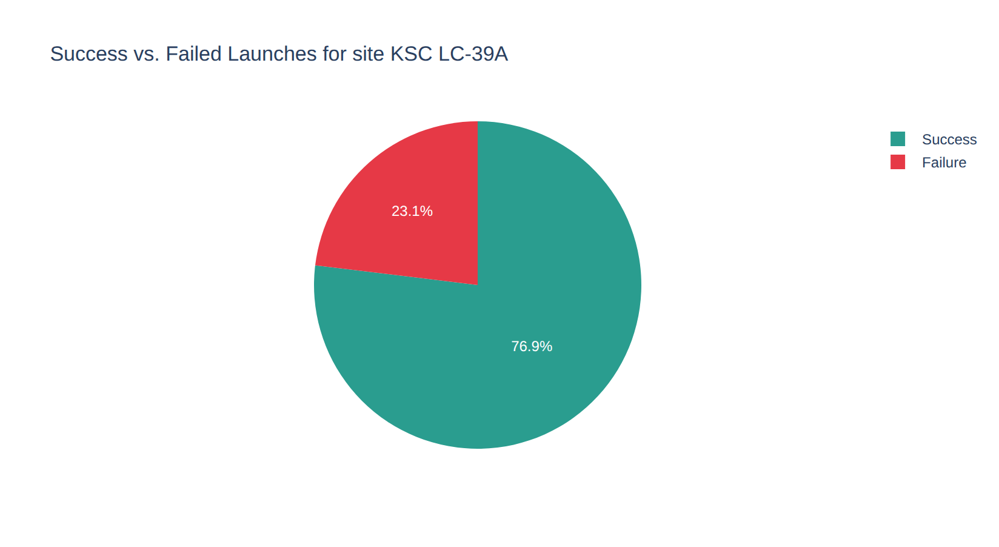 Success vs. Failed Launches for site KSC LC-39A
Success
Failure
23.1%
76.9%